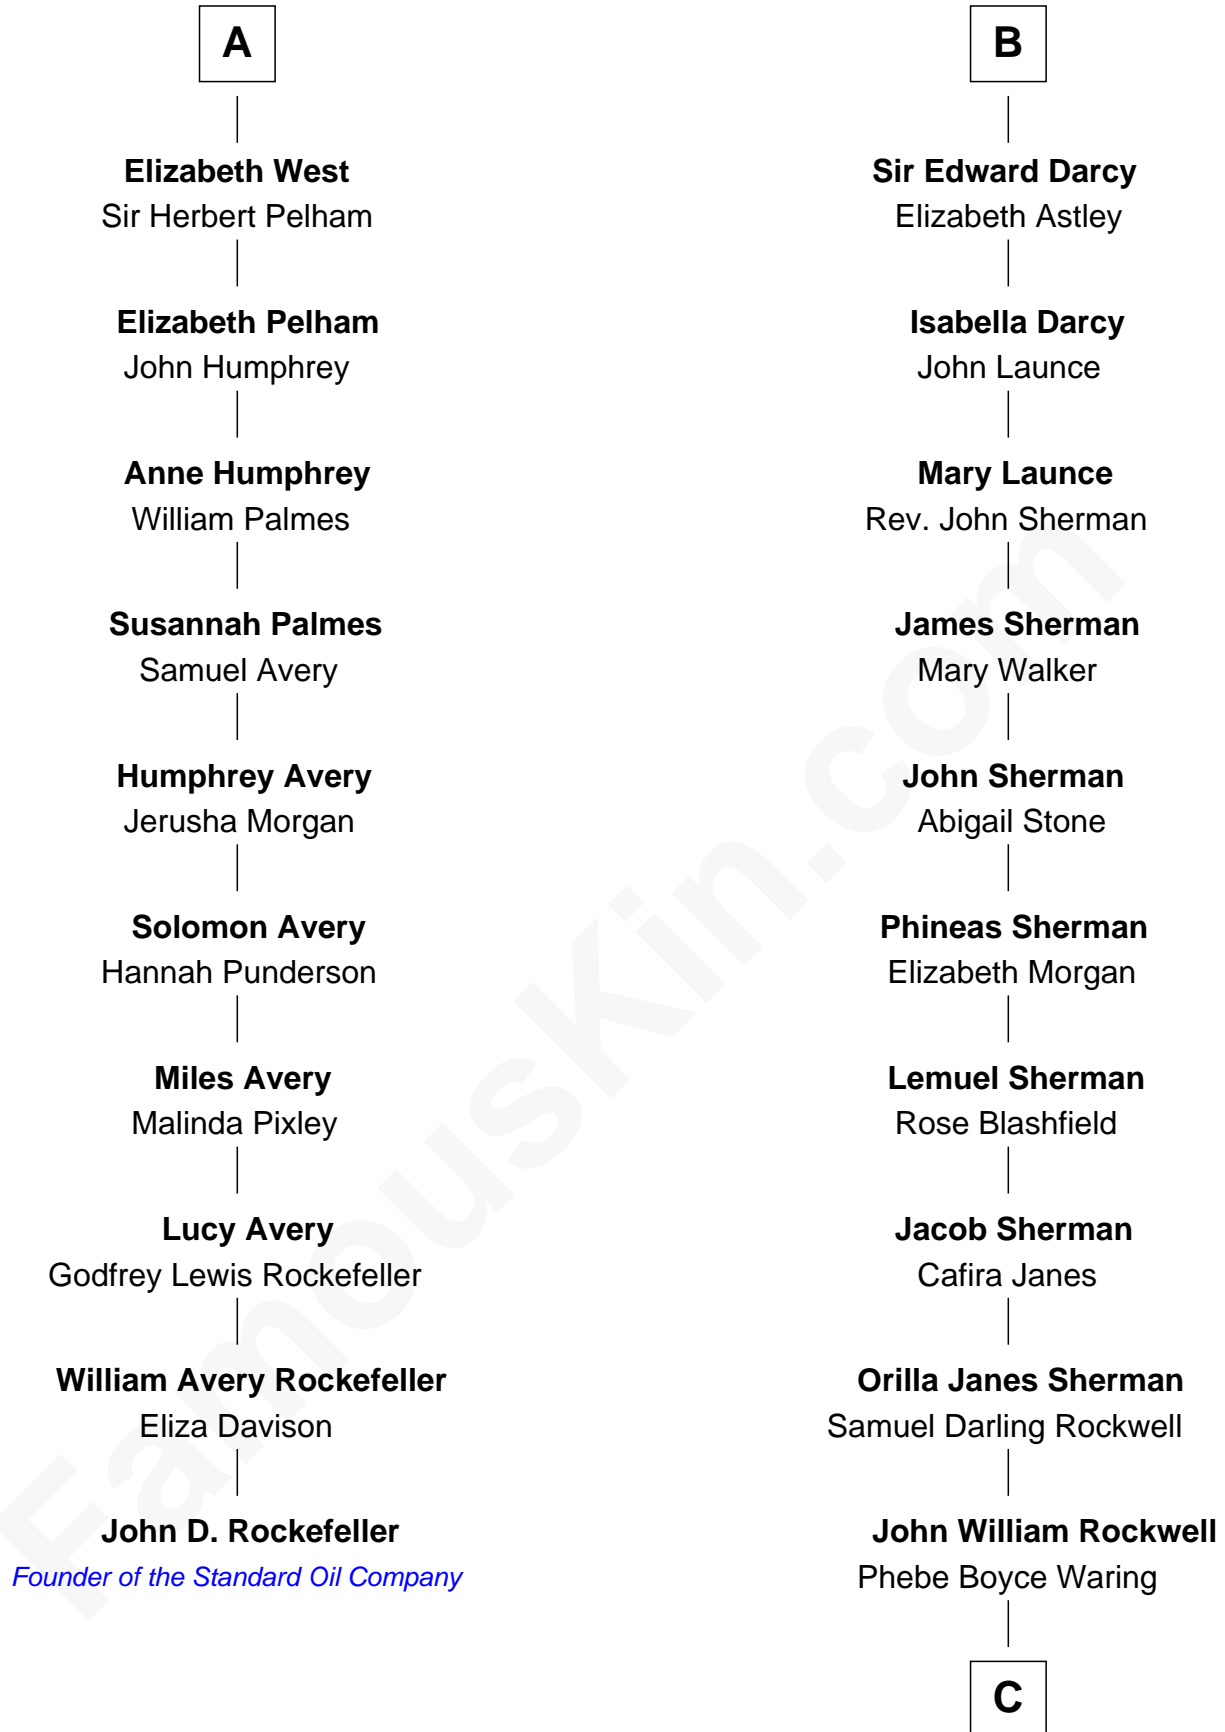 A
Elizabeth West
Sir Herbert Pelham
Elizabeth Pelham
John Humphrey
Anne Humphrey
William Palmes
Susannah Palmes
Samuel Avery
Humphrey Avery
Jerusha Morgan
Solomon Avery
Hannah Punderson
Miles Avery
Malinda Pixley
Lucy Avery
Godfrey Lewis Rockefeller
William Avery Rockefeller
Eliza Davison
John D. Rockefeller
Founder of the Standard Oil Company
B
Sir Edward Darcy
Elizabeth Astley
Isabella Darcy
John Launce
Mary Launce
Rev. John Sherman
James Sherman
Mary Walker
John Sherman
Abigail Stone
Phineas Sherman
Elizabeth Morgan
Lemuel Sherman
Rose Blashfield
Jacob Sherman
Cafira Janes
Orilla Janes Sherman
Samuel Darling Rockwell
John William Rockwell
Phebe Boyce Waring
C
FamousKin.com